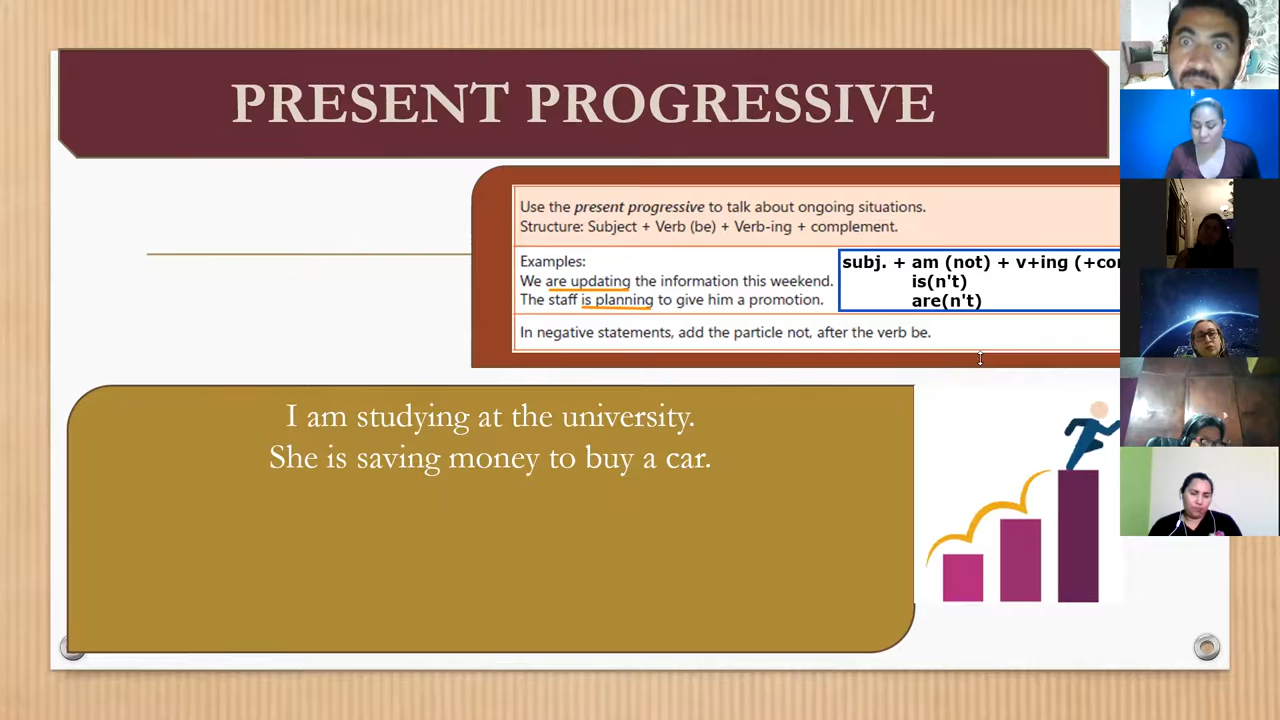 PRESENT PROGRESSIVE
Use the present progressive to talk about ongoing situations.
Structure: Subject + Verb (be) + Verb-ing + complement.
Examples:
We are updating the information this weekend.
The staff is planning to give him a promotion.
subj. + am (not) + v+ing
is(n't)
are(n't)
In negative statements, add the particle not, after the verb be.
I am studying at the university.
She is saving money to buy a car.